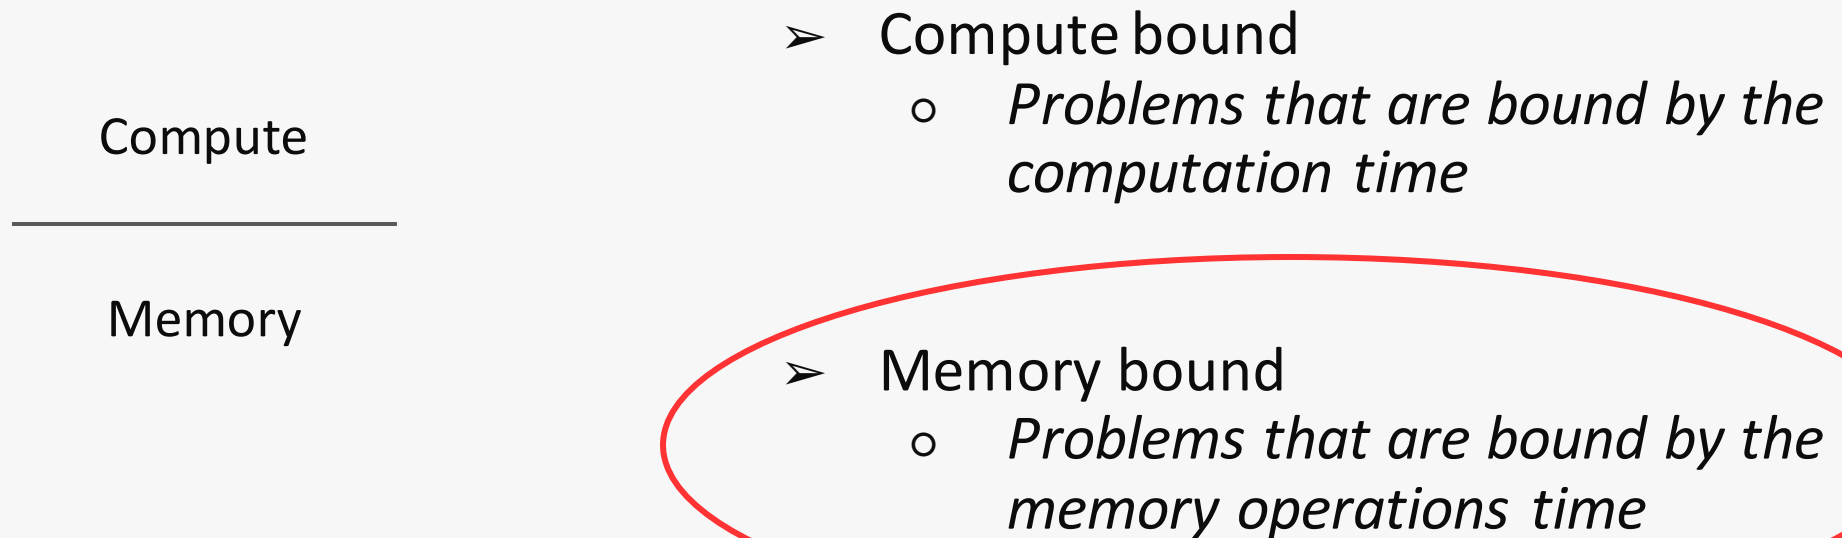 Compute
Memory
➢ Compute bound
○ Problems that are bound by the
computation time
➢ Memory bound
○ Problems that are bound by the
memory operations time